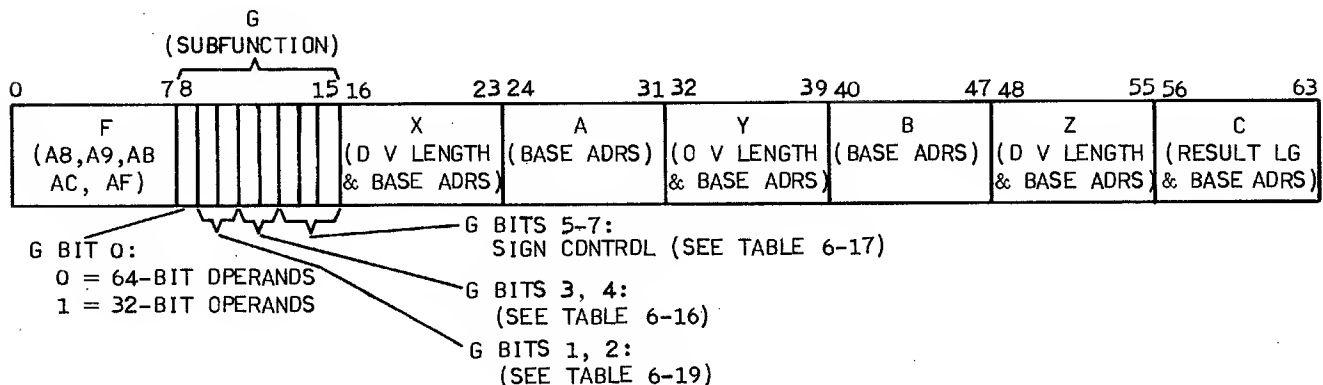 G
(SUBFUNCTION)
0 7 8 15 16 23 24 31 32 39 40 47 48 55 56 63
F X A Y B Z C
(A8,A9,AB (D V LENGTH (BASE ADRS) (O V LENGTH (BASE ADRS) (D V LENGTH (RESULT LG
AC, AF) & BASE ADRS) & BASE ADRS) & BASE ADRS) & BASE ADRS)
G BIT 0:
0 = 64-BIT DPERANDS
1 = 32-BIT OPERANDS
G BITS 5-7:
SIGN CONTROL (SEE TABLE 6-17)
G BITS 3, 4:
(SEE TABLE 6-16)
G BITS 1, 2:
(SEE TABLE 6-19)